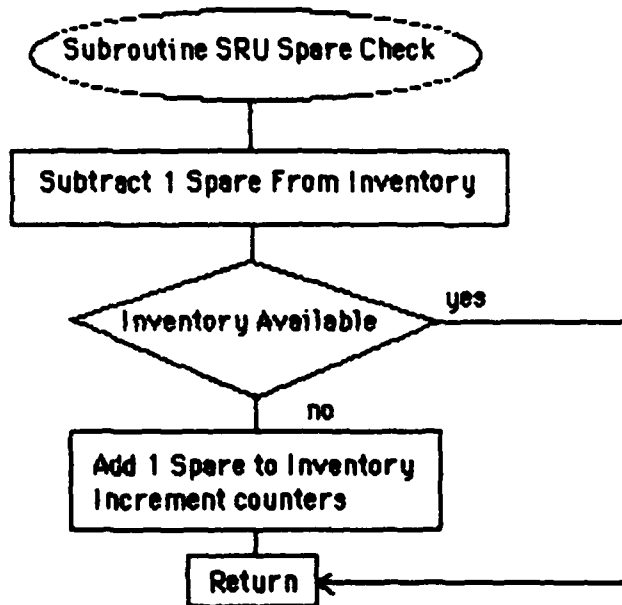 Subroutine SRU Spare Check
Subtract 1 Spare From Inventory
Inventory Available
yes
no
Add 1 Spare to Inventory
Increment counters
Return